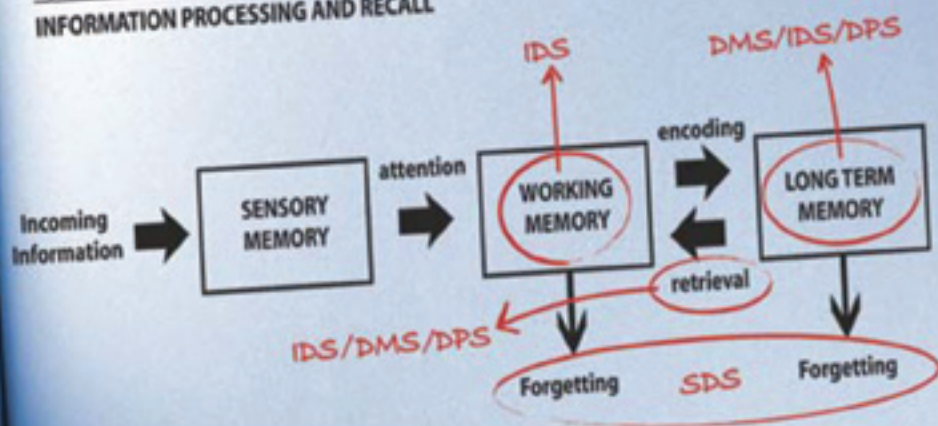 INFORMATION PROCESSING AND RECALL
IDS
DMS/IDS/DPS
encoding
attention
Incoming
Information
SENSORY
MEMORY
WORKING
MEMORY
LONG TERM
MEMORY
retrieval
IDS/DMS/DPS
Forgetting
SDS
Forgetting